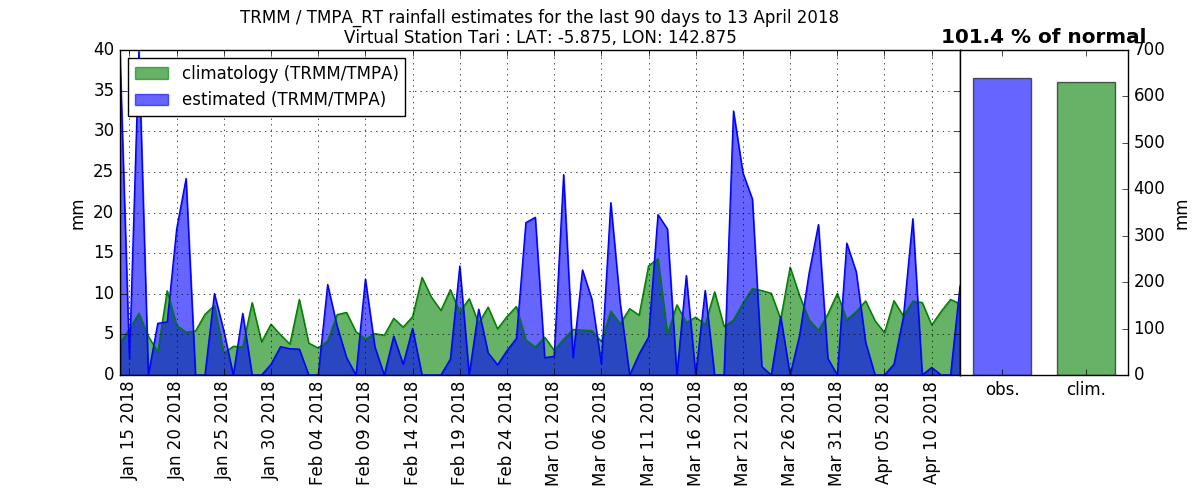 TRMM / TMPA_RT rainfall estimates for the last 90 days to 13 April 2018
Virtual Station Tari : LAT: -5.875, LON: 142.875
101.4 % of normal
climatology (TRMM/TMPA)
estimated (TRMM/TMPA)
40
35
30
25
20
15
10
5
0
mm
Jan 15 2018
Jan 20 2018
Jan 25 2018
Jan 30 2018
Feb 04 2018
Feb 09 2018
Feb 14 2018
Feb 19 2018
Feb 24 2018
Mar 01 2018
Mar 06 2018
Mar 11 2018
Mar 16 2018
Mar 21 2018
Mar 26 2018
Mar 31 2018
Apr 05 2018
Apr 10 2018
obs.
clim.
700
600
500
400
300
200
100
0
mm